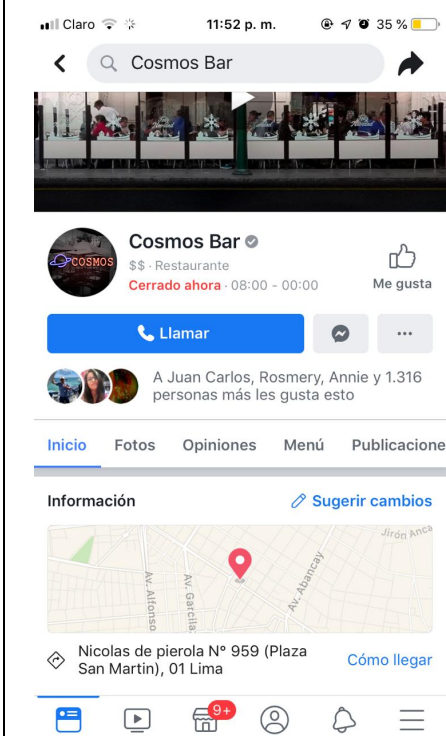 Claro 11:52 p. m. 35 %
Cosmos Bar
Cosmos Bar
COSMOS
$$ · Restaurante
Cerrado ahora · 08:00 - 00:00
Me gusta
Llamar
A Juan Carlos, Rosmery, Annie y 1.316
personas más les gusta esto
Inicio Fotos Opiniones Menú Publicacione
Información Sugerir cambios
Jirón Anca
Av. Alfonso
Av. Garcila
Av. Abancay
Nicolas de pierola N° 959 (Plaza
San Martin), 01 Lima
Cómo llegar
9+